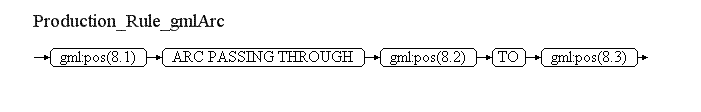 Production_Rule_gmlArc
gml:pos(8.1) ARC PASSING THROUGH gml:pos(8.2) TO gml:pos(8.3)